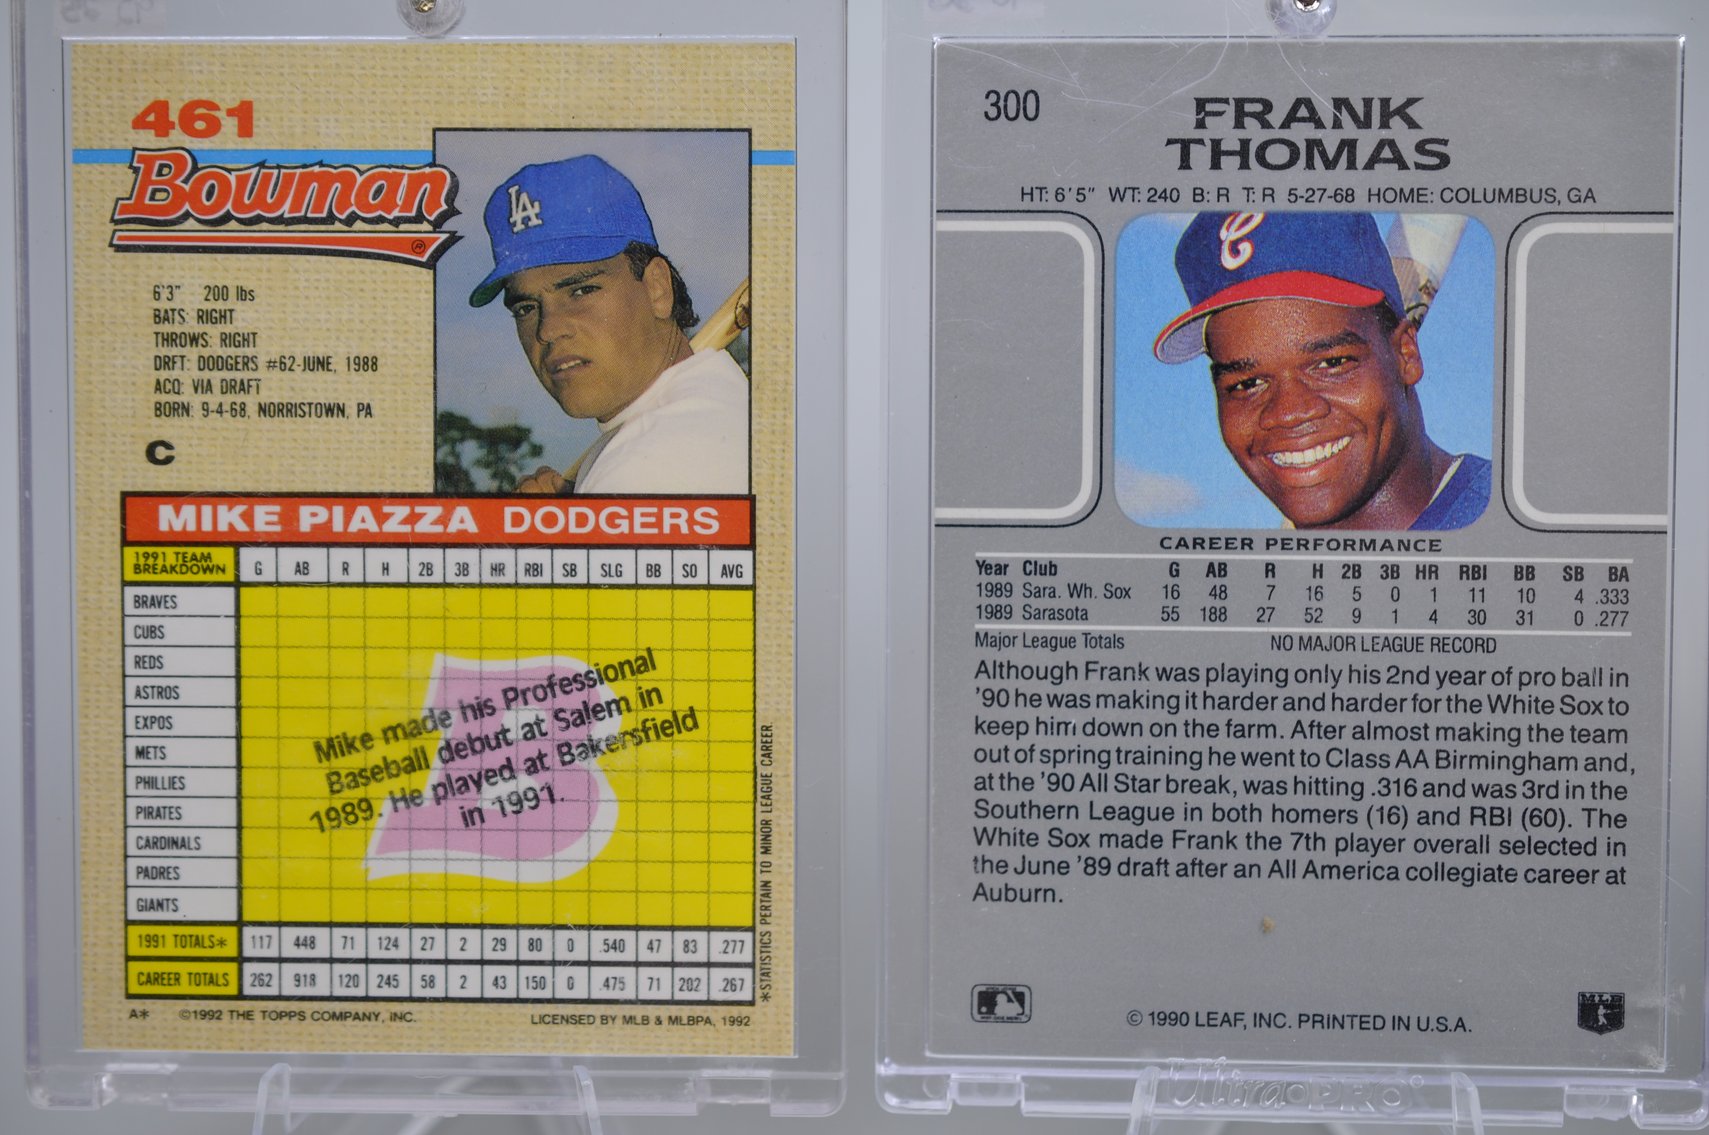 461
Bowman
®
6'3" 200 lbs
BATS: RIGHT
THROWS: RIGHT
DRFT: DODGERS #62-JUNE, 1988
ACQ: VIA DRAFT
BORN: 9-4-68, NORRISTOWN, PA
C
LA
MIKE PIAZZA DODGERS
1991 TEAM BREAKDOWN G AB R H 2B 3B HR RBI SB SLG BB SO AVG
BRAVES
CUBS
REDS
ASTROS
EXPOS
METS
PHILLIES
PIRATES
CARDINALS
PADRES
GIANTS
B
Mike made his Professional
Baseball debut at Salem in
1989. He played at Bakersfield
in 1991.
1991 TOTALS* 117 448 71 124 27 2 29 80 0 .540 47 83 .277
CAREER TOTALS 262 918 120 245 58 2 43 150 0 .475 71 202 .267
*STATISTICS PERTAIN TO MINOR LEAGUE CAREER.
A* ©1992 THE TOPPS COMPANY, INC. LICENSED BY MLB & MLBPA, 1992
300
FRANK
THOMAS
HT: 6'5" WT: 240 B: R T: R 5-27-68 HOME: COLUMBUS, GA
C
CAREER PERFORMANCE
Year Club G AB R H 2B 3B HR RBI BB SB BA
1989 Sara. Wh. Sox 16 48 7 16 5 0 1 11 10 4 .333
1989 Sarasota 55 188 27 52 9 1 4 30 31 0 .277
Major League Totals NO MAJOR LEAGUE RECORD
Although Frank was playing only his 2nd year of pro ball in
'90 he was making it harder and harder for the White Sox to
keep him down on the farm. After almost making the team
out of spring training he went to Class AA Birmingham and,
at the '90 All Star break, was hitting .316 and was 3rd in the
Southern League in both homers (16) and RBI (60). The
White Sox made Frank the 7th player overall selected in
the June '89 draft after an All America collegiate career at
Auburn.
© 1990 LEAF, INC. PRINTED IN U.S.A.
MLB
Ultra·PRO